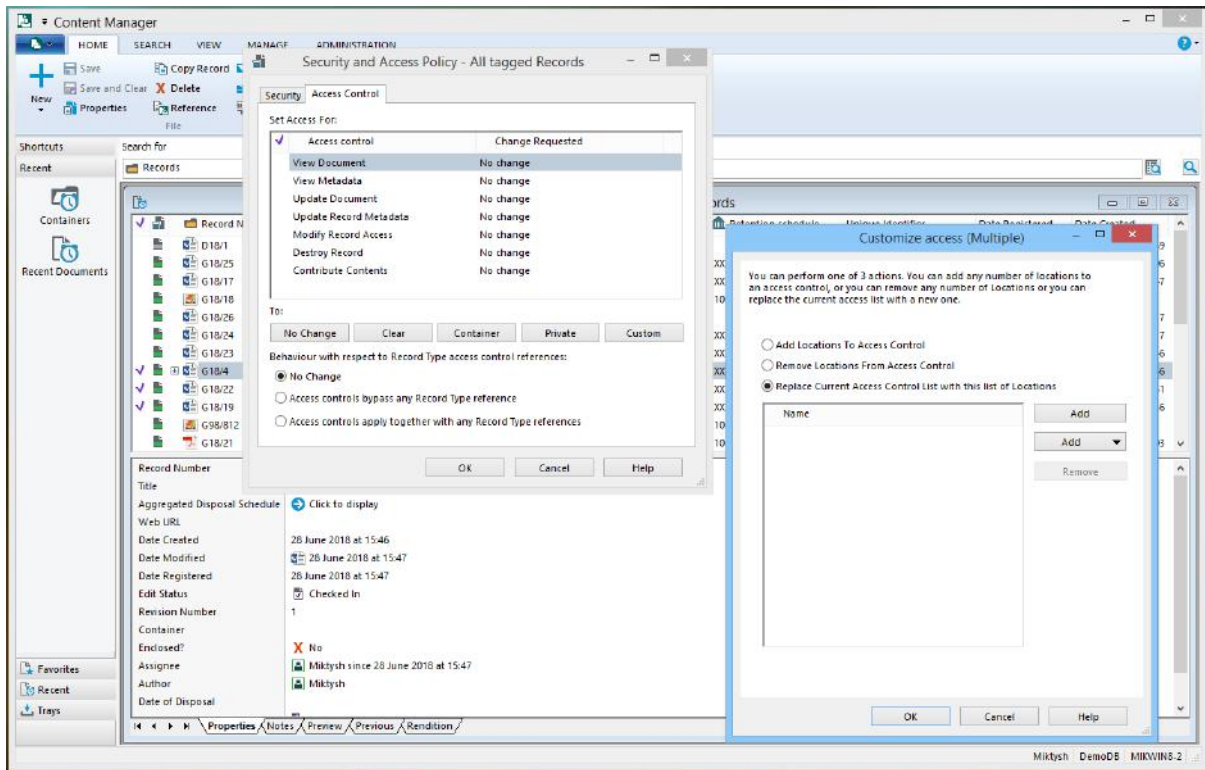 Content Manager
HOME SEARCH VIEW MANAGE ADMINISTRATION
New
Save
Save and Clear
Properties
Copy Record
Delete
Reference
File
Shortcuts
Recent
Containers
Recent Documents
Favorites
Recent
Trays
Search for
Records
Record N
D18/1
G18/25
G18/17
G18/18
G18/26
G18/24
G18/23
G18/4
G18/22
G18/19
G98/812
G18/21
Security and Access Policy - All tagged Records
Security Access Control
Set Access For:
Access control Change Requested
View Document No change
View Metadata No change
Update Document No change
Update Record Metadata No change
Modify Record Access No change
Destroy Record No change
Contribute Contents No change
To:
No Change Clear Container Private Custom
Behaviour with respect to Record Type access control references:
No Change
Access controls bypass any Record Type reference
Access controls apply together with any Record Type references
OK Cancel Help
ords
Retention schedule Unique Identifier Date Registered Date Created
Customize access (Multiple)
You can perform one of 3 actions. You can add any number of locations to
an access control, or you can remove any number of Locations or you can
replace the current access list with a new one.
Add Locations To Access Control
Remove Locations From Access Control
Replace Current Access Control List with this list of Locations
Name
Add
Add
Remove
OK Cancel Help
Record Number
Title
Aggregated Disposal Schedule Click to display
Web URL
Date Created 28 June 2018 at 15:46
Date Modified 28 June 2018 at 15:47
Date Registered 28 June 2018 at 15:47
Edit Status Checked In
Revision Number 1
Container
Enclosed? No
Assignee Miktysh since 28 June 2018 at 15:47
Author Miktysh
Date of Disposal
Properties Notes Preview Previous Rendition
Miktysh DemoDB MIKWIN8-2